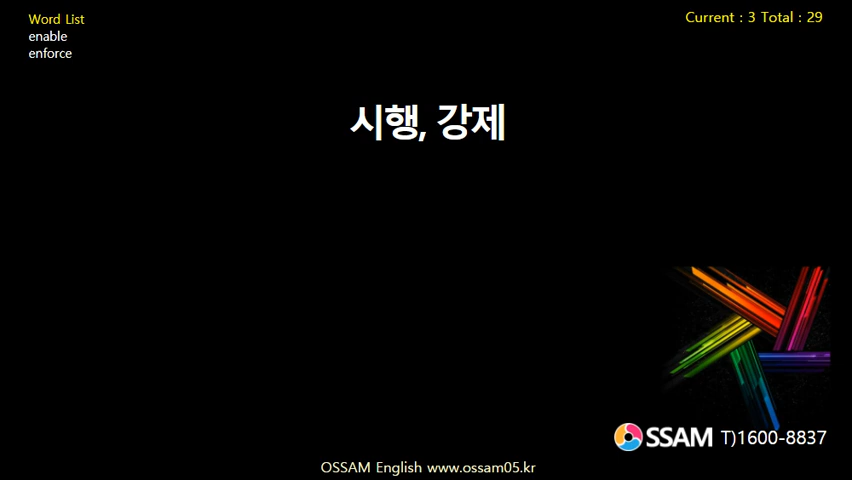 Word List
enable
enforce
Current : 3 Total : 29
시행, 강제
OSSAM T)1600-8837
OSSAM English www.ossam05.kr